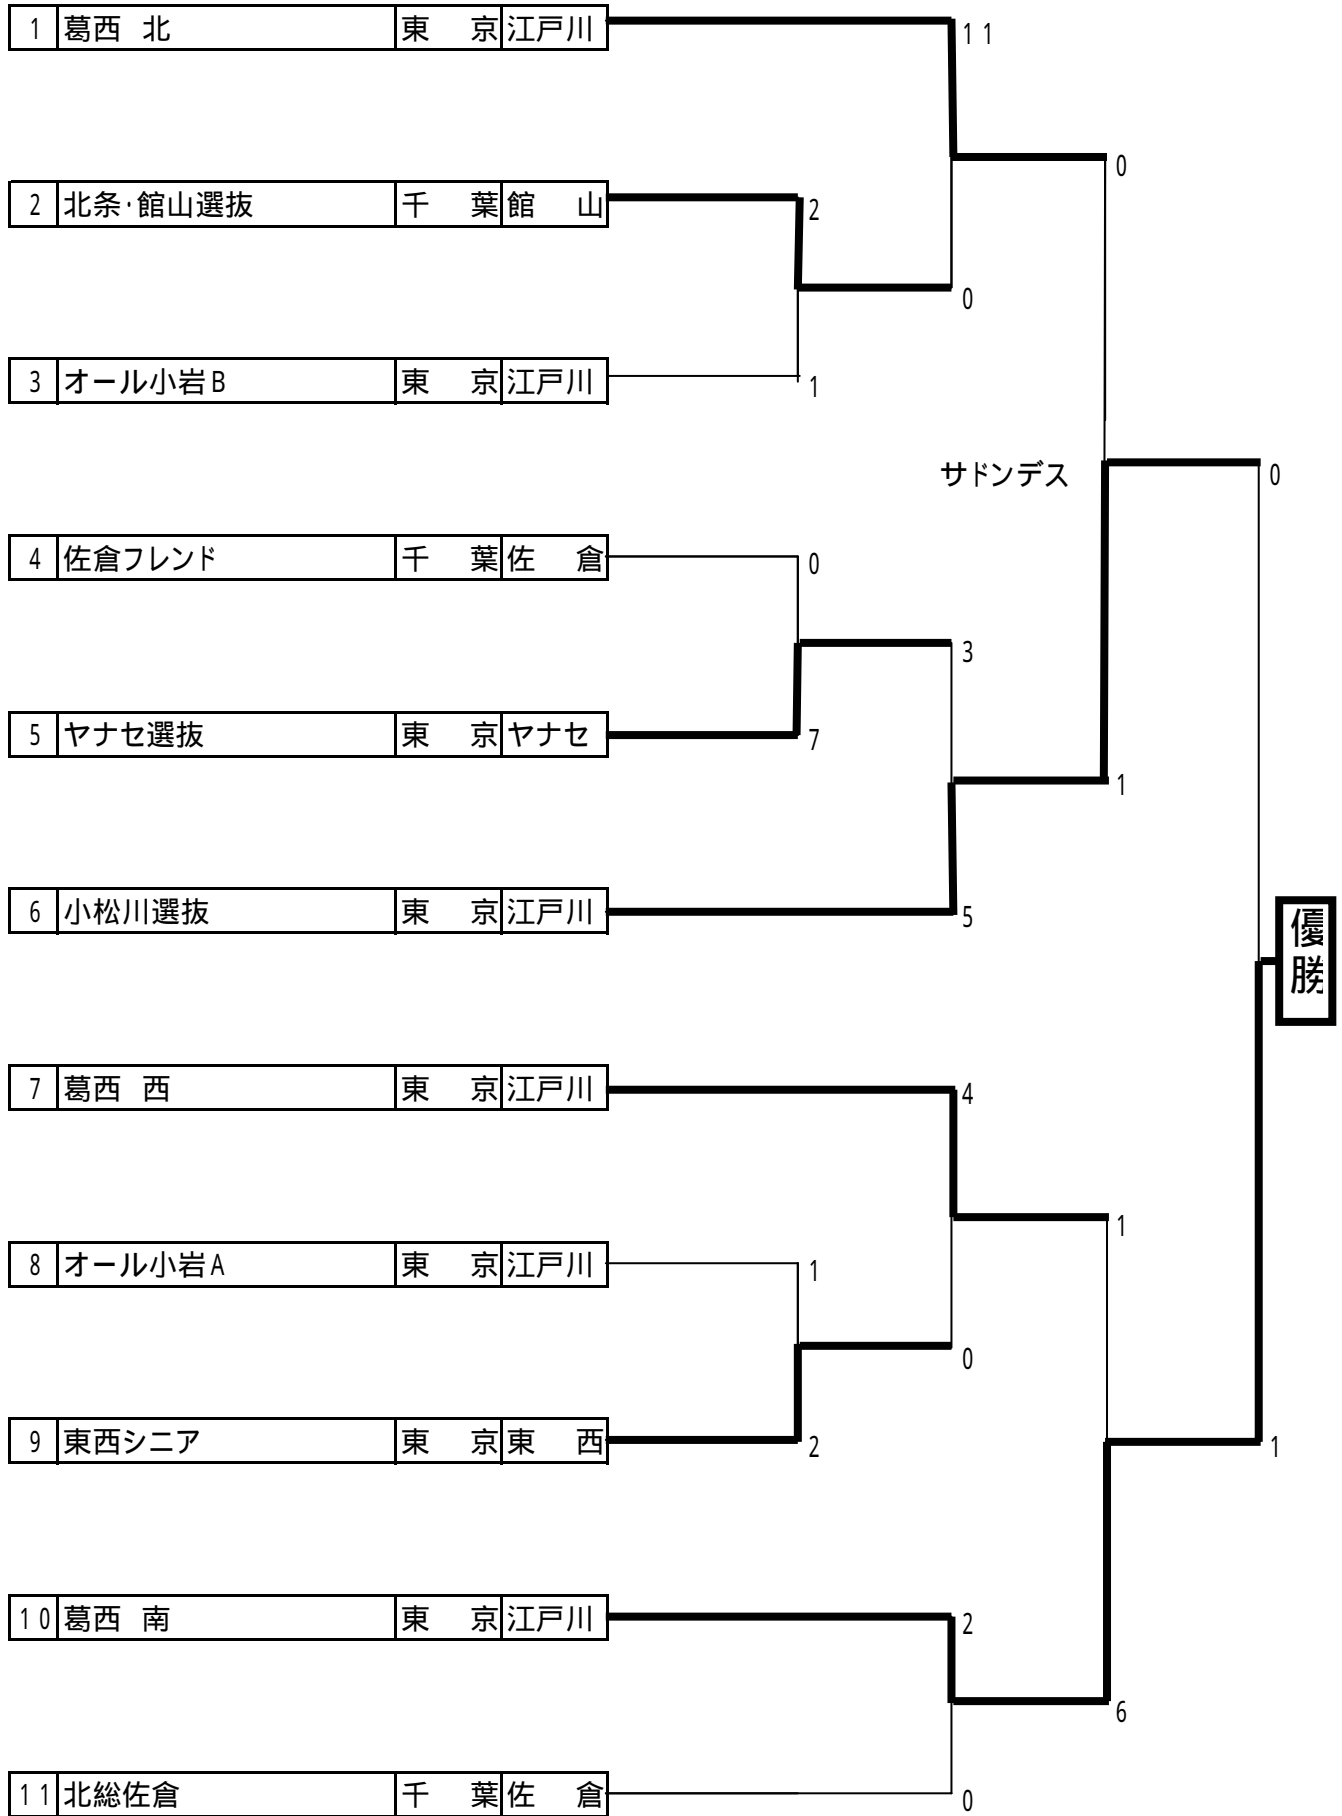 1 葛西 北 東 京 江戸川
11
0
2 北条･館山選抜 千 葉 館 山
2
0
3 オール小岩B 東 京 江戸川
1
サドンデス
0
4 佐倉フレンド 千 葉 佐 倉
0
3
5 ヤナセ選抜 東 京 ヤナセ
7
1
6 小松川選抜 東 京 江戸川
5
優
勝
7 葛西 西 東 京 江戸川
4
1
8 オール小岩A 東 京 江戸川
1
0
9 東西シニア 東 京 東 西
2
1
10 葛西 南 東 京 江戸川
2
6
11 北総佐倉 千 葉 佐 倉
0